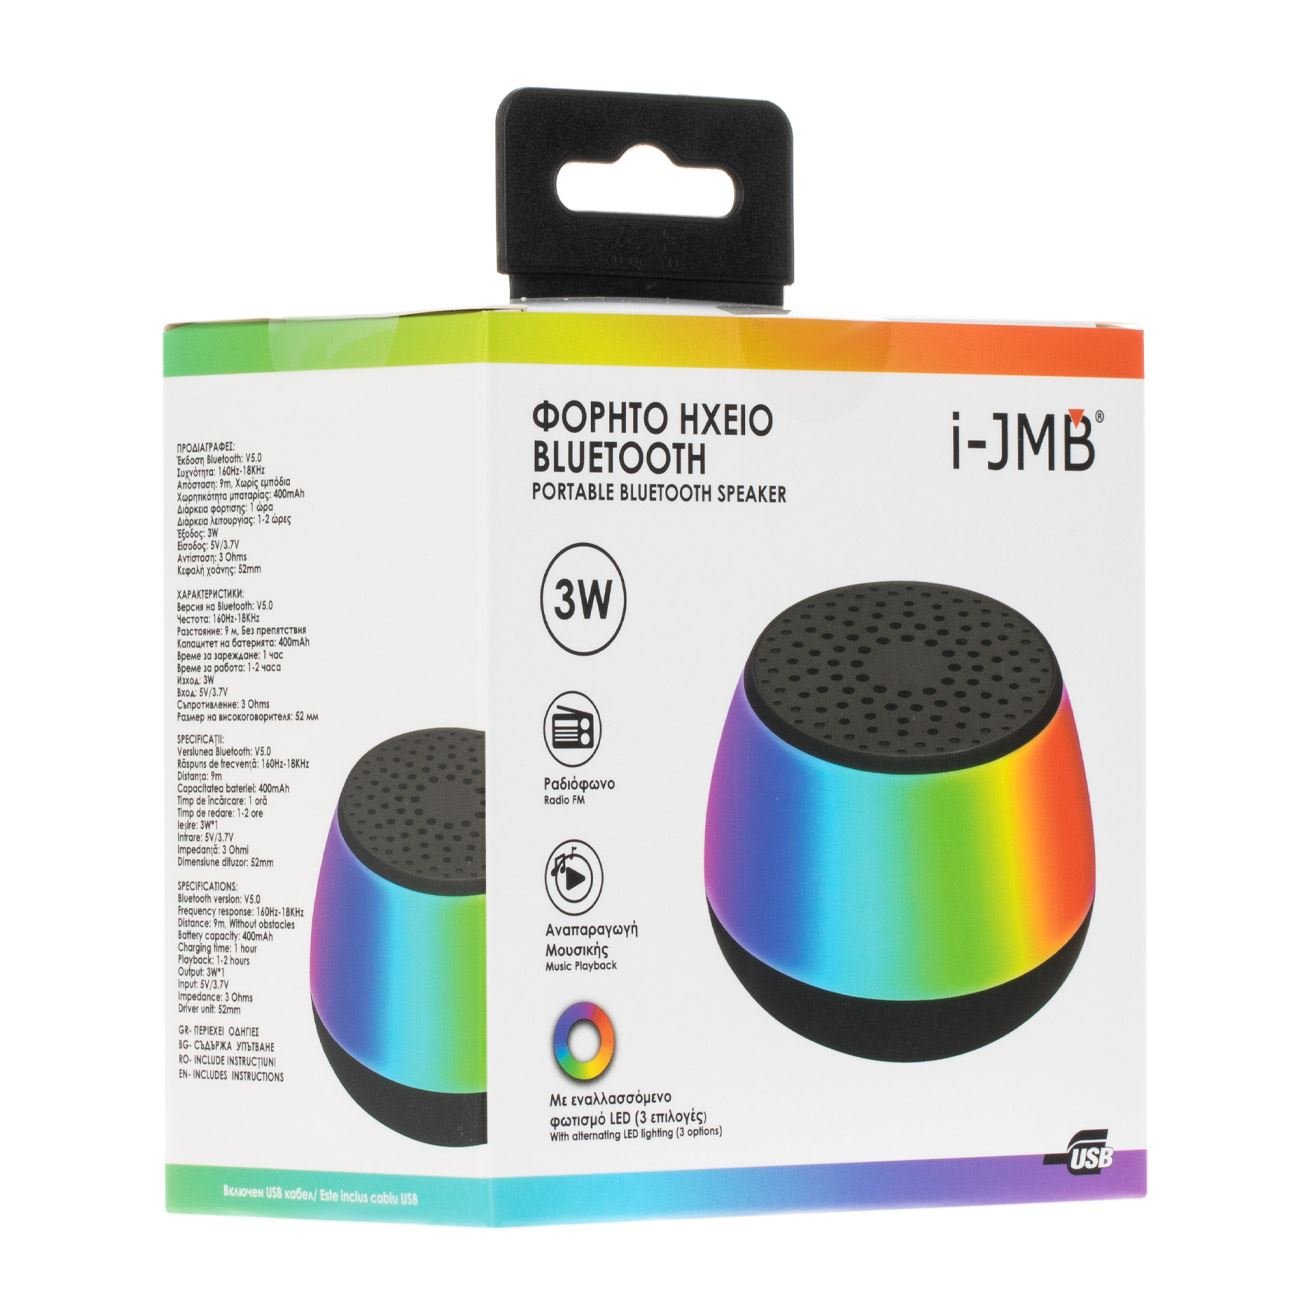 ΠΡΟΔΙΑΓΡΑΦΕΣ:
Έκδοση Bluetooth: V5.0
Συχνότητα: 160Hz-18KHz
Απόσταση: 9m, Χωρίς εμπόδια
Χωρητικότητα μπαταρίας: 400mAh
Διάρκεια φόρτισης: 1 ώρα
Διάρκεια λειτουργίας: 1-2 ώρες
Έξοδος: 3W
Είσοδος: 5V/3.7V
Αντίσταση: 3 Ohms
Κεφαλή χοάνης: 52mm
ХАРАКТЕРИСТИКИ:
Версия на Bluetooth: V5.0
Честота: 160Hz-18KHz
Разстояние: 9 м, Без препятствия
Капацитет на батерията: 400mAh
Време за зареждане: 1 час
Време за работа: 1-2 часа
Изход: 3W
Вход: 5V/3.7V
Съпротивление: 3 Ohms
Размер на високоговорителя: 52 мм
SPECIFICAȚII:
Versiunea Bluetooth: V5.0
Răspuns de frecvență: 160Hz-18KHz
Distanța: 9m
Capacitatea bateriei: 400mAh
Timp de încărcare: 1 oră
Timp de redare: 1-2 ore
Ieșire: 3W*1
Intrare: 5V/3.7V
Impedanță: 3 Ohmi
Dimensiune difuzor: 52mm
SPECIFICATIONS:
Bluetooth version: V5.0
Frequency response: 160Hz-18KHz
Distance: 9m, Without obstacles
Battery capacity: 400mAh
Charging time: 1 hour
Playback: 1-2 hours
Output: 3W*1
Input: 5V/3.7V
Impedance: 3 Ohms
Driver unit: 52mm
GR- ΠΕΡΙΕΧΕΙ ΟΔΗΓΙΕΣ
BG- СЪДЪРЖА УПЪТВАНЕ
RO- INCLUDE INSTRUCȚIUNI
EN- INCLUDES INSTRUCTIONS
Включен USB кабел/ Este inclus cablu USB
ΦΟΡΗΤΟ ΗΧΕΙΟ
BLUETOOTH
PORTABLE BLUETOOTH SPEAKER
i-JMB®
3W
Ραδιόφωνο
Radio FM
Αναπαραγωγή
Μουσικής
Music Playback
Με εναλλασσόμενο
φωτισμό LED (3 επιλογές)
With alternating LED lighting (3 options)
USB